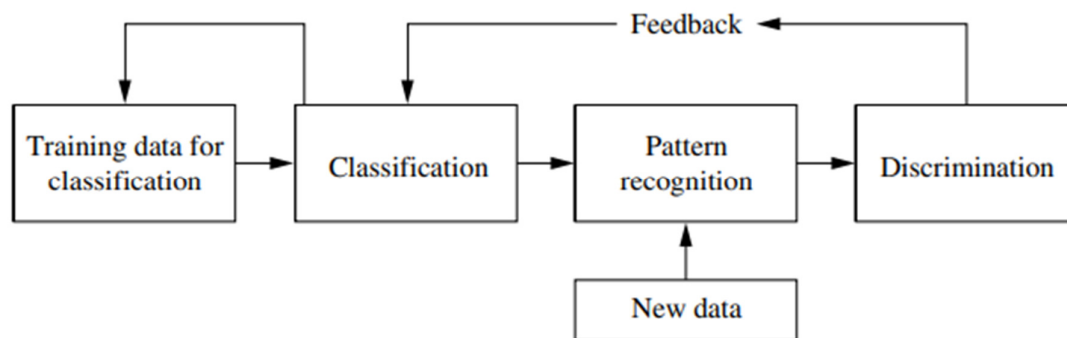 Feedback
Training data for
classification
Classification
Pattern
recognition
Discrimination
New data